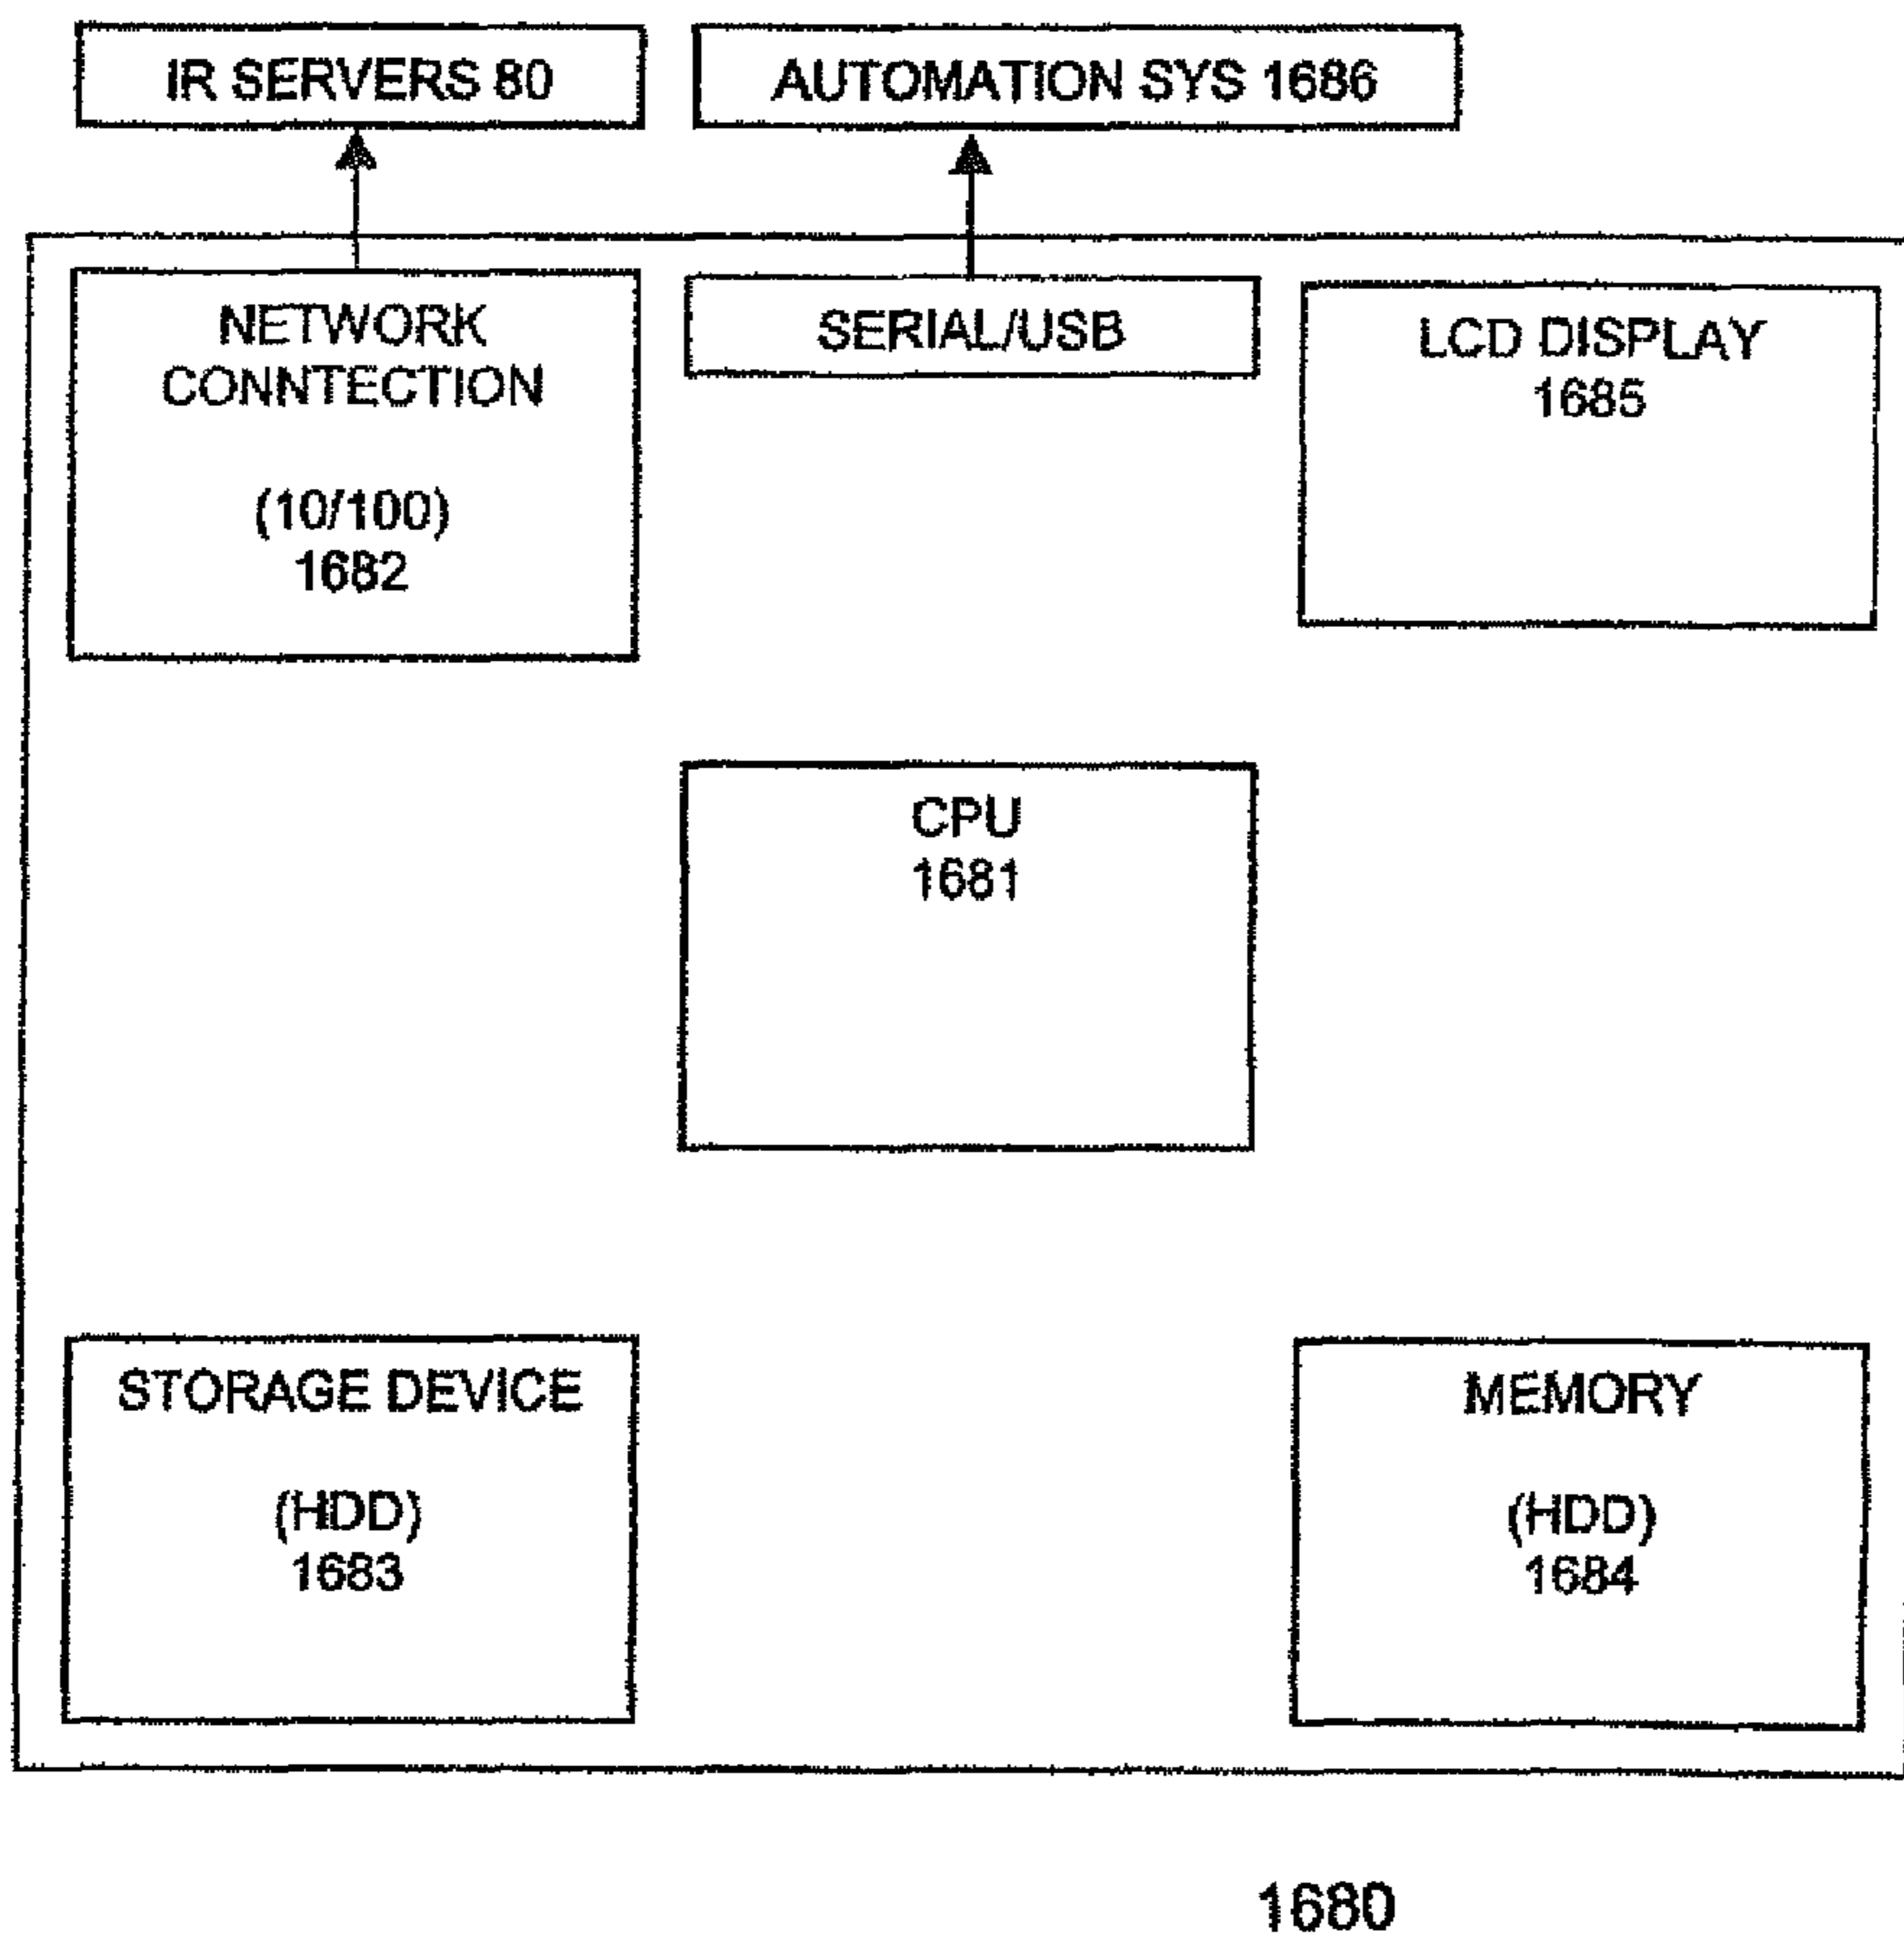 IR SERVERS 80
AUTOMATION SYS 1686
NETWORK
CONNTECTION
(10/100)
1682
SERIAL/USB
LCD DISPLAY
1685
CPU
1681
STORAGE DEVICE
(HDD)
1683
MEMORY
(HDD)
1684
1680